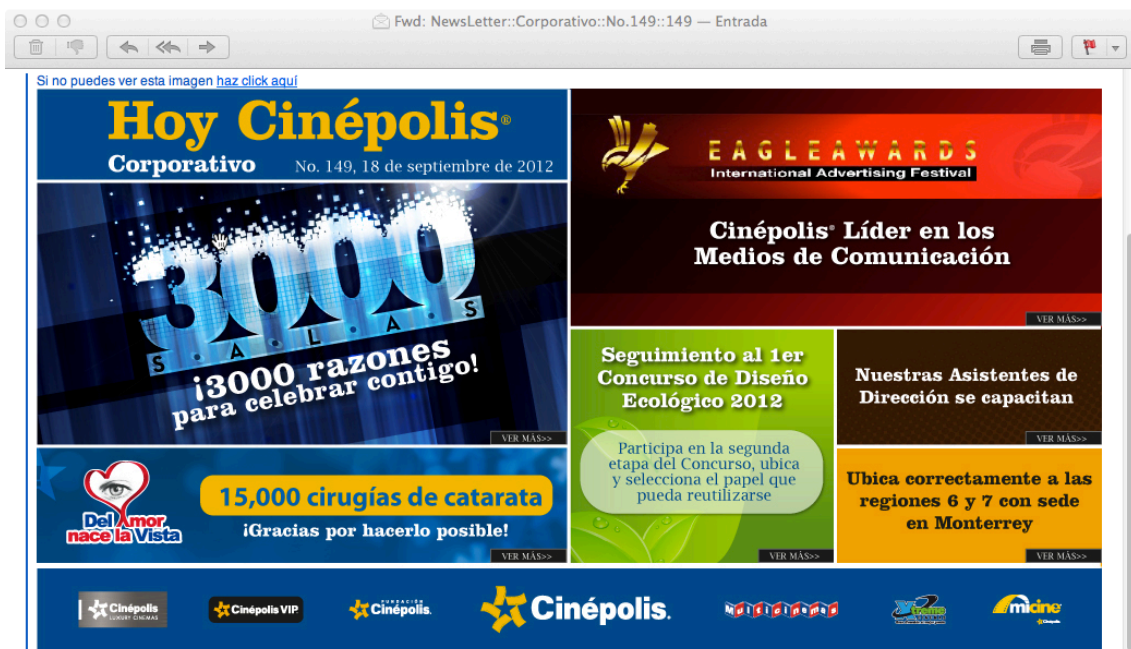 Fwd: NewsLetter::Corporativo::No.149::149 — Entrada
Si no puedes ver esta imagen haz click aquí
Hoy Cinépolis®
Corporativo No. 149, 18 de septiembre de 2012
3000
S.A.L.A.S
¡3000 razones
para celebrar contigo!
VER MÁS>>
EAGLEAWARDS
International Advertising Festival
Cinépolis® Líder en los
Medios de Comunicación
VER MÁS>>
Seguimiento al 1er
Concurso de Diseño
Ecológico 2012
Participa en la segunda
etapa del Concurso, ubica
y selecciona el papel que
pueda reutilizarse
VER MÁS>>
Nuestras Asistentes de
Dirección se capacitan
VER MÁS>>
Del Amor
nace la Vista
15,000 cirugías de catarata
¡Gracias por hacerlo posible!
VER MÁS>>
Ubica correctamente a las
regiones 6 y 7 con sede
en Monterrey
Cinépolis
LUXURY CINEMAS
Cinépolis VIP
FUNDACIÓN
Cinépolis.
Cinépolis.
Multicinemas
Xtreme
micine
Cinépolis